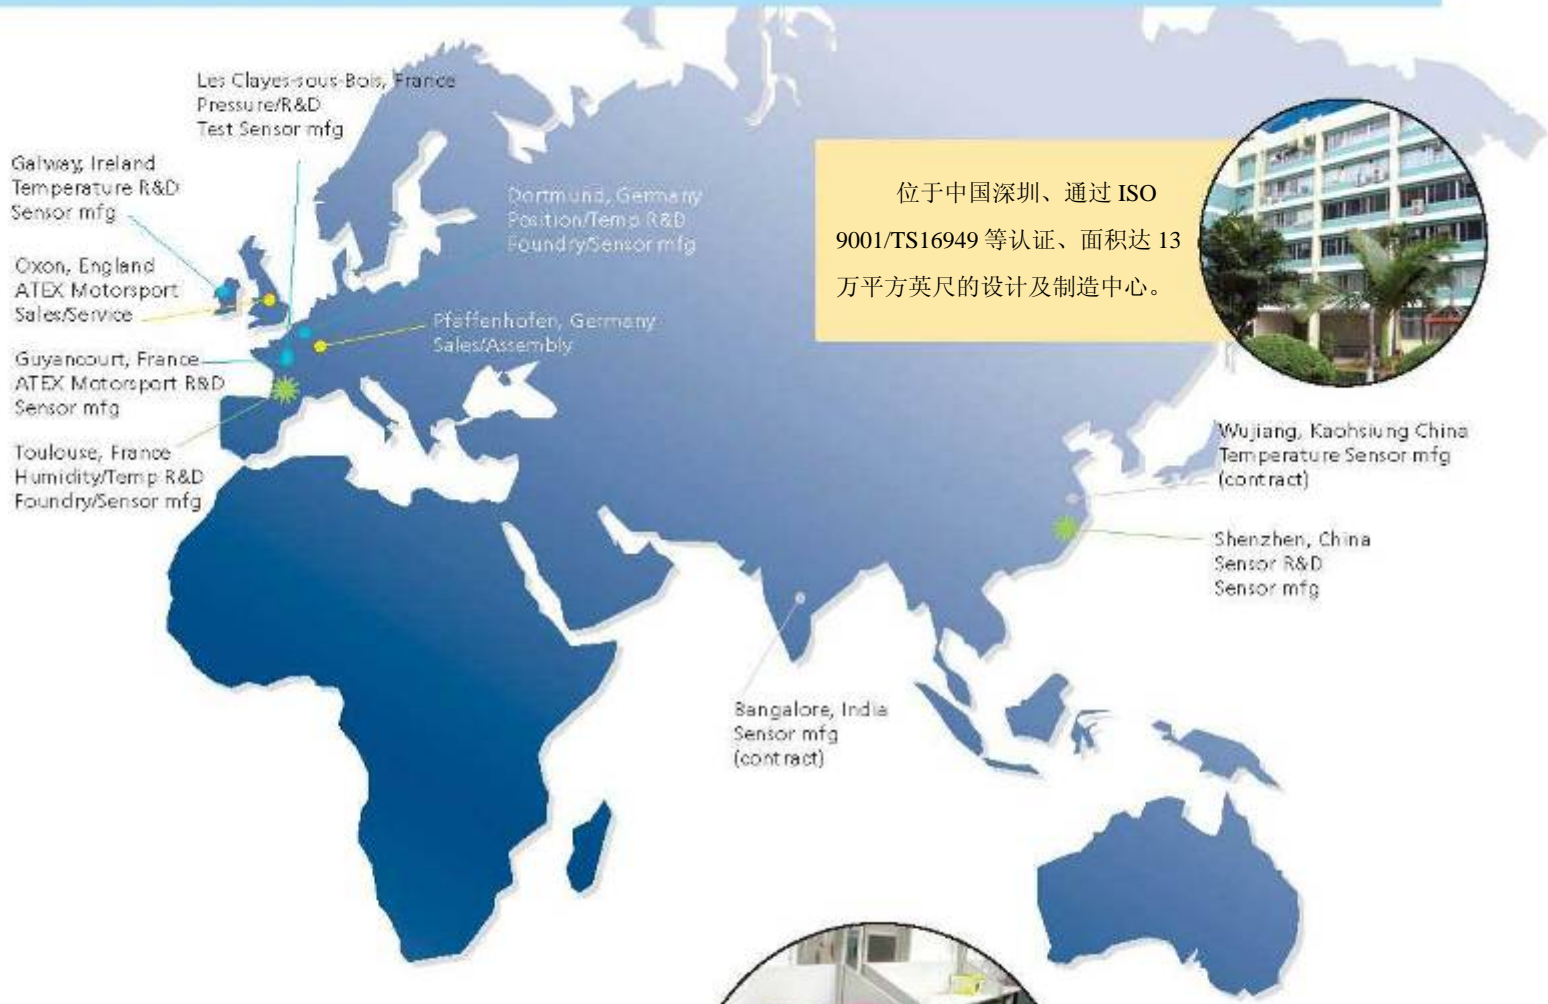 Les Clayes-sous-Bois, France
Pressure/R&D
Test Sensor mfg
Galway, Ireland
Temperature R&D
Sensor mfg
Dortmund, Germany
Position/Temp R&D
Foundry/Sensor mfg
位于中国深圳、通过 ISO
9001/TS16949 等认证、面积达 13
万平方英尺的设计及制造中心。
Oxon, England
ATEX Motorsport
Sales/Service
Pfaffenhofen, Germany
Sales/Assembly
Guyancourt, France
ATEX Motorsport R&D
Sensor mfg
Toulouse, France
Humidity/Temp R&D
Foundry/Sensor mfg
Wujiang, Kaohsiung China
Temperature Sensor mfg
(contract)
Shenzhen, China
Sensor R&D
Sensor mfg
Bangalore, India
Sensor mfg
(contract)